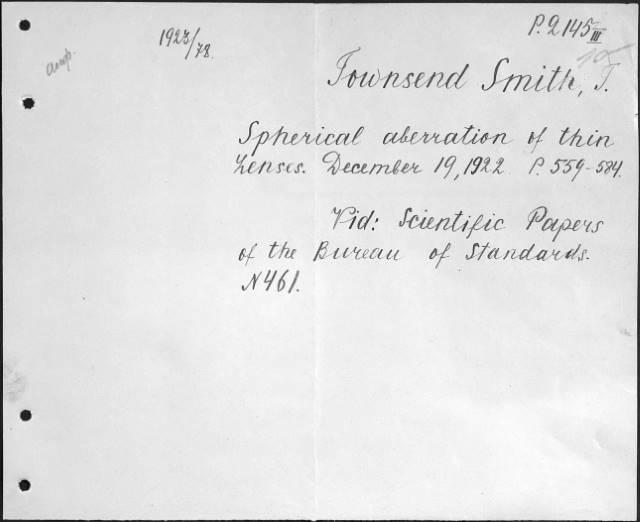 1923/78.
P. 2145 III
Townsend Smith, T.
Spherical aberration of thin
Lenses. December 19, 1922 P. 559-584.
Vid: Scientific Papers
of the Bureau of Standards.
N461.